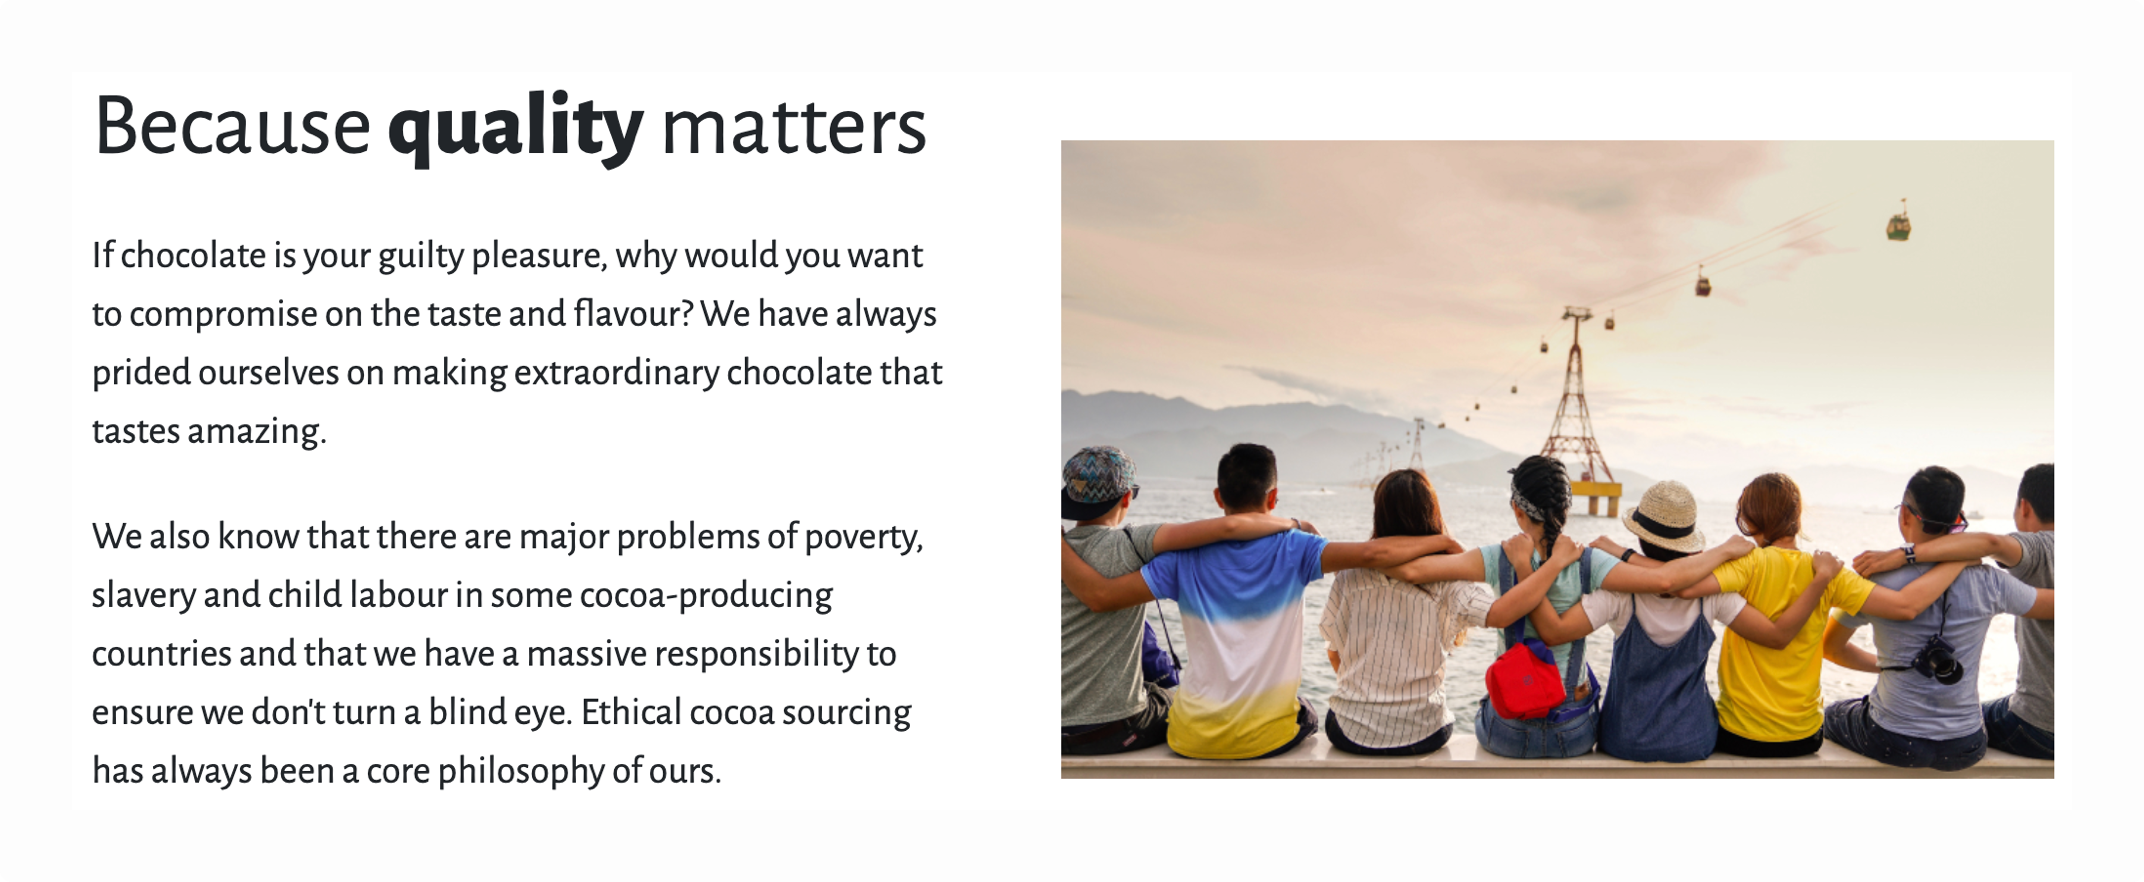 Because quality matters
If chocolate is your guilty pleasure, why would you want
to compromise on the taste and flavour? We have always
prided ourselves on making extraordinary chocolate that
tastes amazing.
We also know that there are major problems of poverty,
slavery and child labour in some cocoa-producing
countries and that we have a massive responsibility to
ensure we don't turn a blind eye. Ethical cocoa sourcing
has always been a core philosophy of ours.